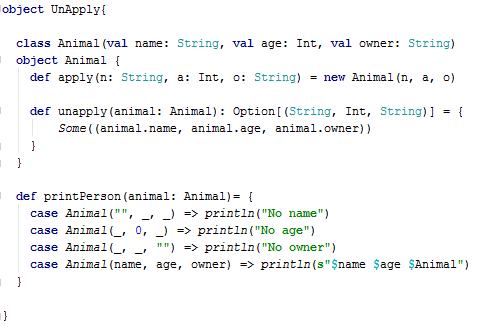 object UnApply{
class Animal(val name: String, val age: Int, val owner: String)
object Animal {
def apply(n: String, a: Int, o: String) = new Animal(n, a, o)
def unapply(animal: Animal): Option[(String, Int, String)] = {
Some((animal.name, animal.age, animal.owner))
}
}
def printPerson(animal: Animal)= {
case Animal("", _, _) => println("No name")
case Animal(_, 0, _) => println("No age")
case Animal(_, _, "") => println("No owner")
case Animal(name, age, owner) => println(s"$name $age $Animal")
}
}